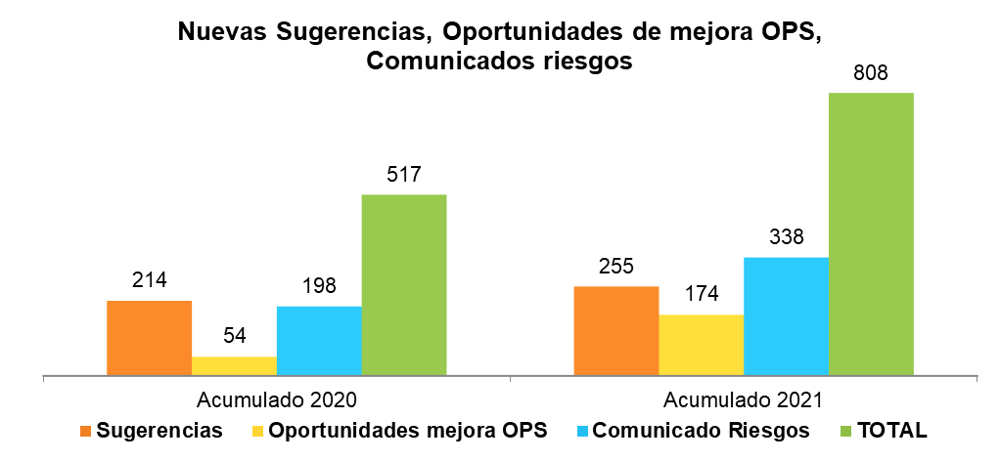 Nuevas Sugerencias, Oportunidades de mejora OPS,
Comunicados riesgos
808
517
338
255
214
198
174
54
Acumulado 2020
Acumulado 2021
Sugerencias
Oportunidades mejora OPS
Comunicado Riesgos
TOTAL